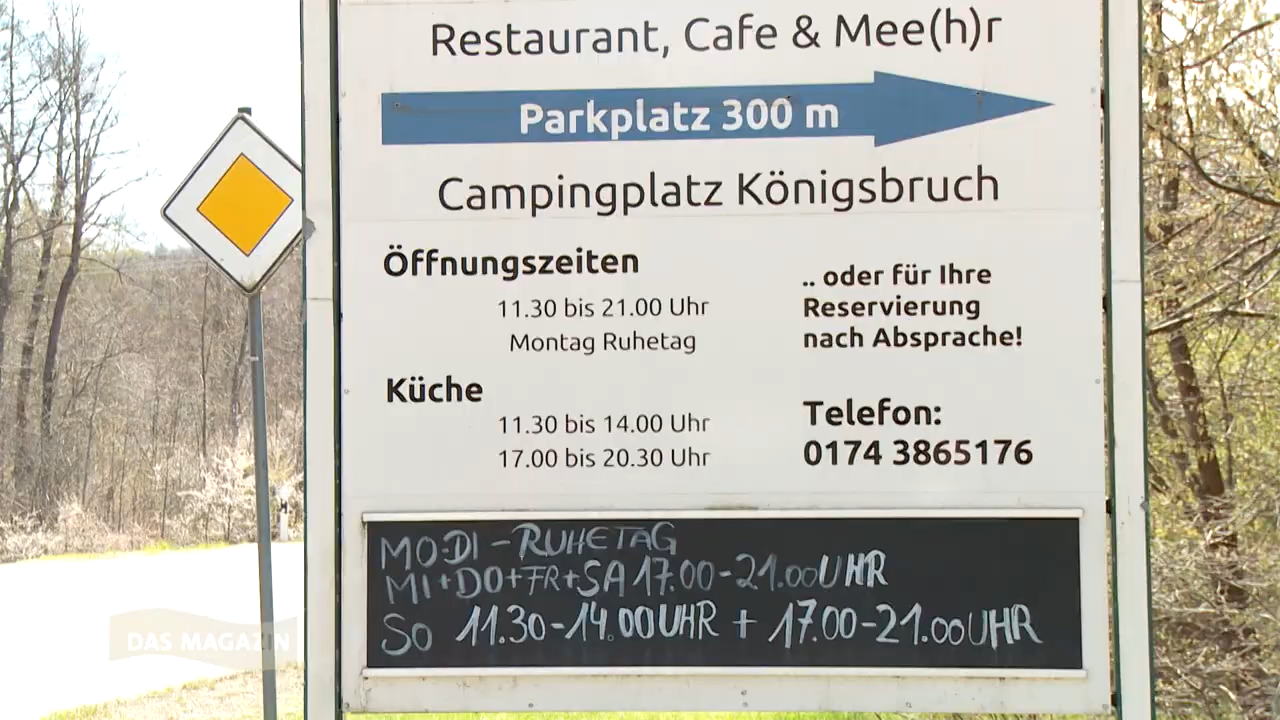 Restaurant, Cafe & Mee(h)r
Parkplatz 300 m
Campingplatz Königsbruch
Öffnungszeiten
11.30 bis 21.00 Uhr
Montag Ruhetag
.. oder für Ihre
Reservierung
nach Absprache!
Küche
11.30 bis 14.00 Uhr
17.00 bis 20.30 Uhr
Telefon:
0174 3865176
MO-DI - RUHETAG
MI+DO+FR+SA 17.00-21.00 UHR
SO 11.30-14.00 UHR + 17.00-21.00 UHR
DAS MAGAZIN